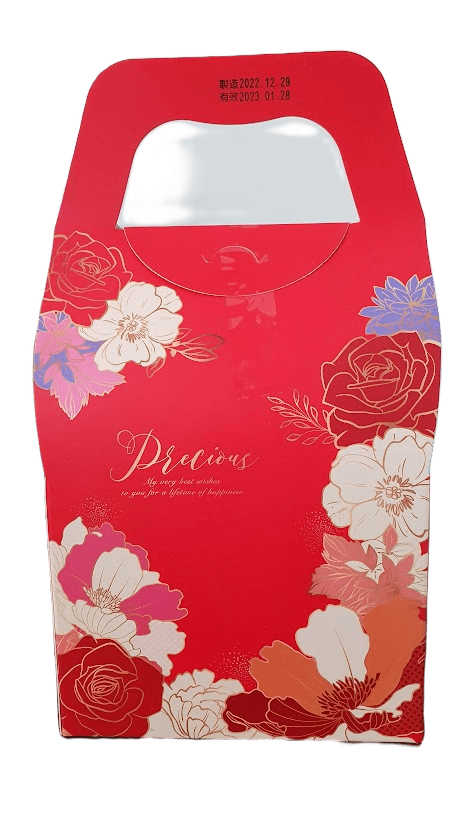 製造2022.12.29
有效2023.01.28
Precious
My very best wishes
to you for a lifetime of happiness.